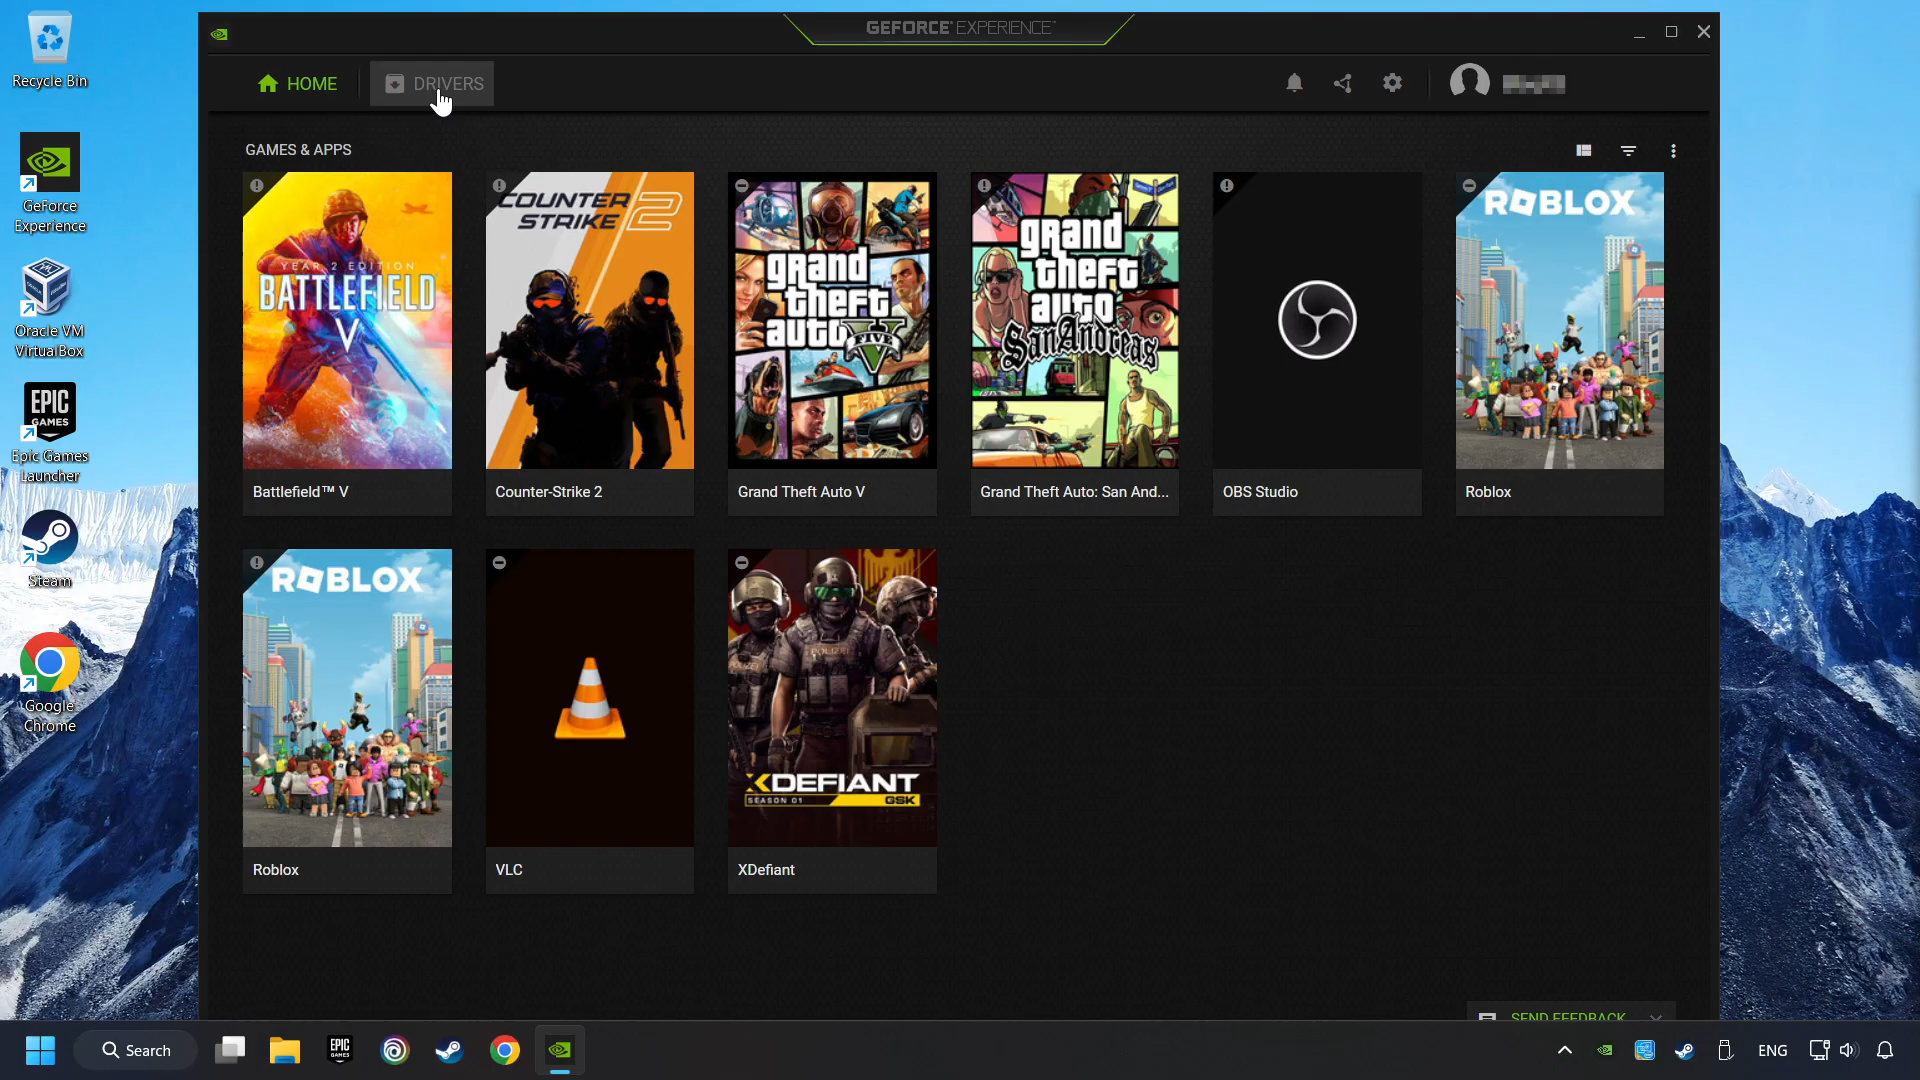 Recycle Bin
GeForce
Experience
Oracle VM
VirtualBox
EPIC
GAMES
Epic Games
Launcher
Steam
Google
Chrome
GEFORCE® EXPERIENCE™
HOME
DRIVERS
GAMES & APPS
YEAR 2 EDITION
BATTLEFIELD
V
Battlefield™ V
COUNTER
STRIKE 2
Counter-Strike 2
grand
theft
auto
V
FIVE
Grand Theft Auto V
grand
theft
auto
San Andreas
Grand Theft Auto: San And...
OBS Studio
ROBLOX
Roblox
ROBLOX
Roblox
VLC
POLIZEI
XDEFIANT
SEASON 01
GSK
XDefiant
SEND FEEDBACK
Search
EPIC
GAMES
ENG